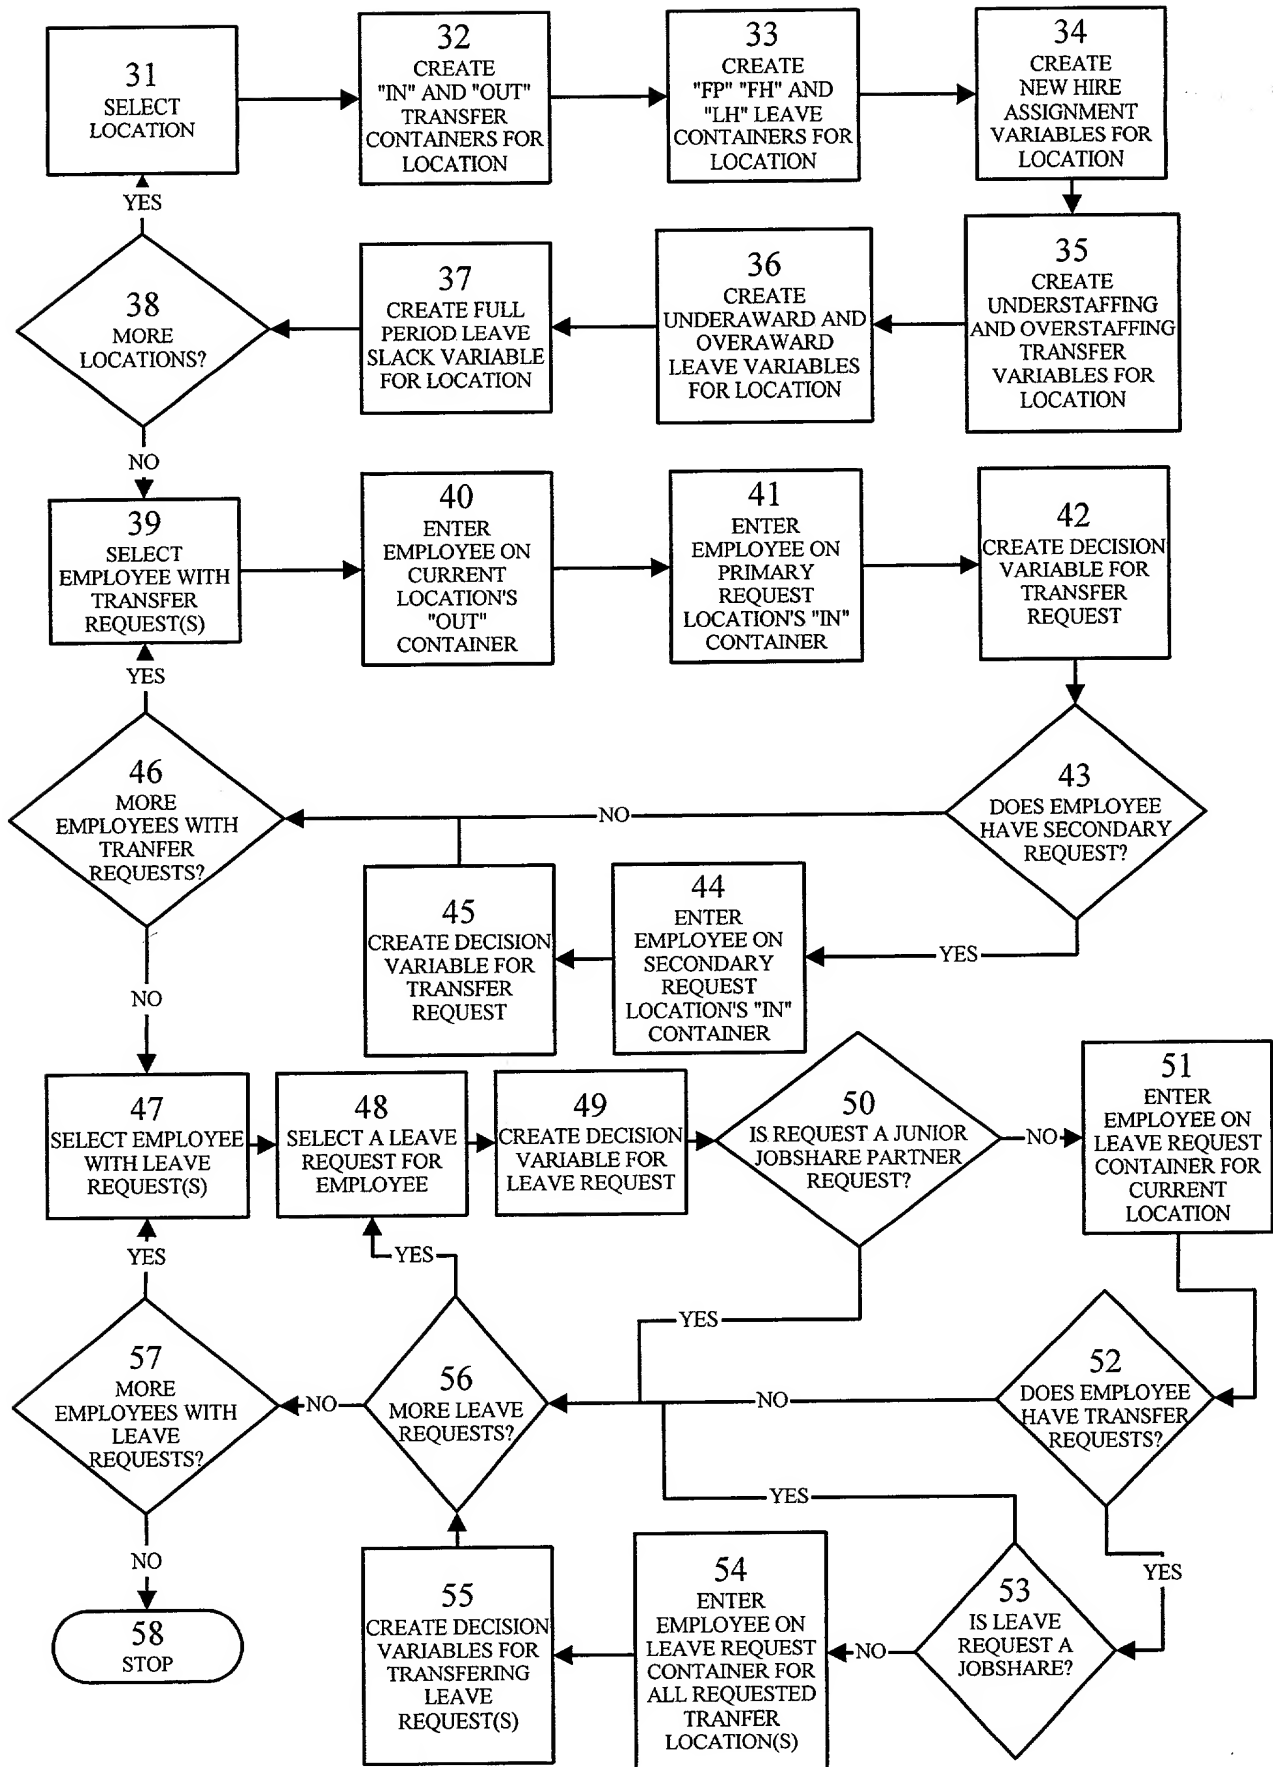 31
SELECT
LOCATION
32
CREATE
"IN" AND "OUT"
TRANSFER
CONTAINERS FOR
LOCATION
33
CREATE
"FP" "FH" AND
"LH" LEAVE
CONTAINERS FOR
LOCATION
34
CREATE
NEW HIRE
ASSIGNMENT
VARIABLES FOR
LOCATION
YES
38
MORE
LOCATIONS?
37
CREATE FULL
PERIOD LEAVE
SLACK VARIABLE
FOR LOCATION
36
CREATE
UNDERAWARD AND
OVERAWARD
LEAVE VARIABLES
FOR LOCATION
35
CREATE
UNDERSTAFFING
AND OVERSTAFFING
TRANSFER
VARIABLES FOR
LOCATION
NO
39
SELECT
EMPLOYEE WITH
TRANSFER
REQUEST(S)
40
ENTER
EMPLOYEE ON
CURRENT
LOCATION'S
"OUT"
CONTAINER
41
ENTER
EMPLOYEE ON
PRIMARY
REQUEST
LOCATION'S "IN"
CONTAINER
42
CREATE DECISION
VARIABLE FOR
TRANSFER
REQUEST
YES
46
MORE
EMPLOYEES WITH
TRANFER
REQUESTS?
NO
43
DOES EMPLOYEE
HAVE SECONDARY
REQUEST?
45
CREATE DECISION
VARIABLE FOR
TRANSFER
REQUEST
44
ENTER
EMPLOYEE ON
SECONDARY
REQUEST
LOCATION'S "IN"
CONTAINER
YES
NO
47
SELECT EMPLOYEE
WITH LEAVE
REQUEST(S)
48
SELECT A LEAVE
REQUEST FOR
EMPLOYEE
49
CREATE DECISION
VARIABLE FOR
LEAVE REQUEST
50
IS REQUEST A JUNIOR
JOBSHARE PARTNER
REQUEST?
NO
51
ENTER
EMPLOYEE ON
LEAVE REQUEST
CONTAINER FOR
CURRENT
LOCATION
YES
YES
YES
57
MORE
EMPLOYEES WITH
LEAVE
REQUESTS?
NO
56
MORE LEAVE
REQUESTS?
NO
52
DOES EMPLOYEE
HAVE TRANSFER
REQUESTS?
YES
YES
NO
58
STOP
55
CREATE DECISION
VARIABLES FOR
TRANSFERING
LEAVE
REQUEST(S)
54
ENTER
EMPLOYEE ON
LEAVE REQUEST
CONTAINER FOR
ALL REQUESTED
TRANFER
LOCATION(S)
NO
53
IS LEAVE
REQUEST A
JOBSHARE?